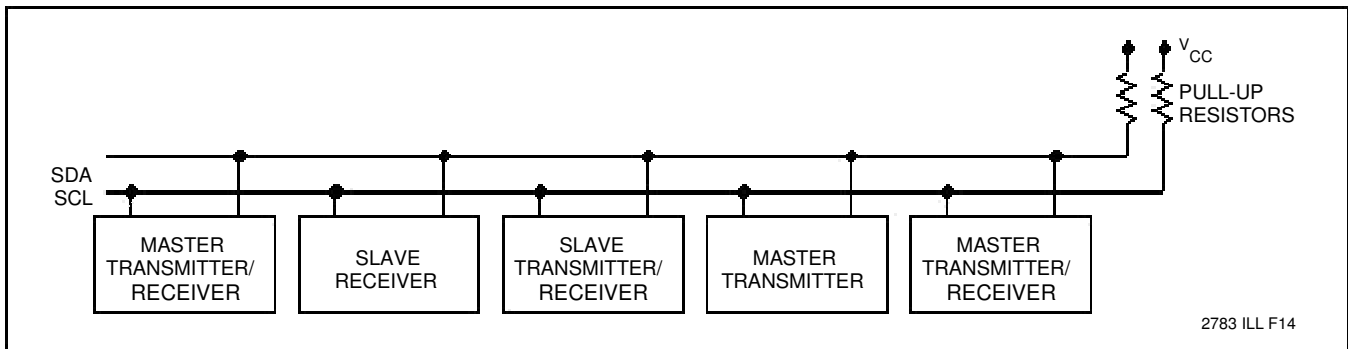 VCC
PULL-UP
RESISTORS
SDA
SCL
MASTER
TRANSMITTER/
RECEIVER
SLAVE
RECEIVER
SLAVE
TRANSMITTER/
RECEIVER
MASTER
TRANSMITTER
MASTER
TRANSMITTER/
RECEIVER
2783 ILL F14